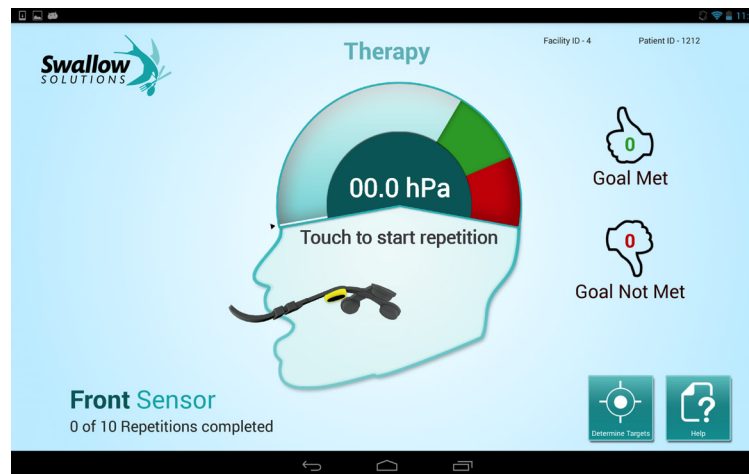 11:
Swallow
SOLUTIONS
Therapy
Facility ID - 4
Patient ID - 1212
00.0 hPa
Touch to start repetition
0
Goal Met
0
Goal Not Met
Front Sensor
0 of 10 Repetitions completed
Determine Targets
?
Help